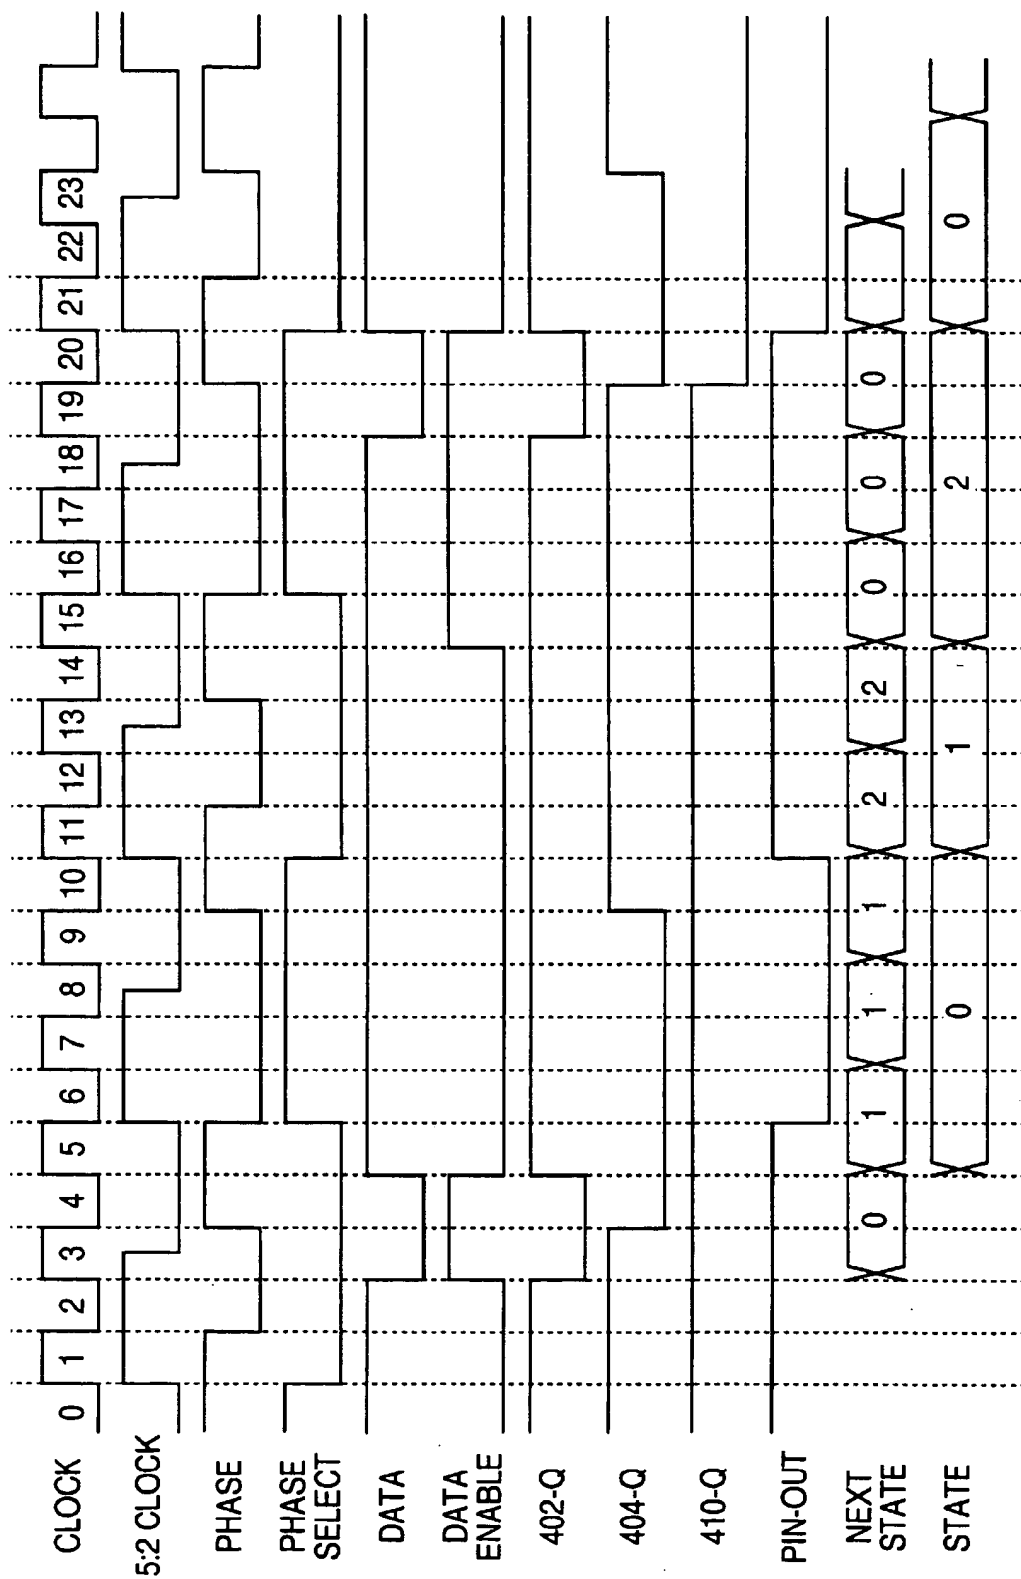 CLOCK 0 1 2 3 4 5 6 7 8 9 10 11 12 13 14 15 16 17 18 19 20 21 22 23
5:2 CLOCK
PHASE
PHASE
SELECT
DATA
DATA
ENABLE
402-Q
404-Q
410-Q
PIN-OUT
NEXT
STATE
0 1 1 1 2 2 0 0 0
STATE 0 1 2 0